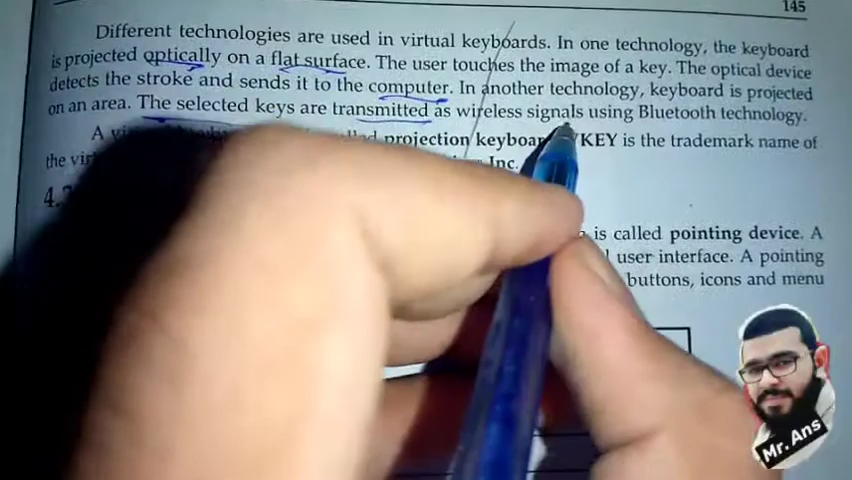 145
Different technologies are used in virtual keyboards. In one technology, the keyboard
is projected optically on a flat surface. The user touches the image of a key. The optical device
detects the stroke and sends it to the computer. In another technology, keyboard is projected
on an area. The selected keys are transmitted as wireless signals using Bluetooth technology.
A projection keyboard KEY is the trademark name of
the Inc.
is called pointing device. A
user interface. A pointing
buttons, icons and menu
Mr. Ans